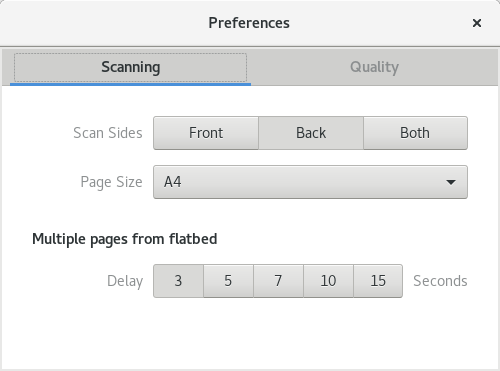 Preferences ×
Scanning Quality
Scan Sides Front Back Both
Page Size A4
Multiple pages from flatbed
Delay 3 5 7 10 15 Seconds